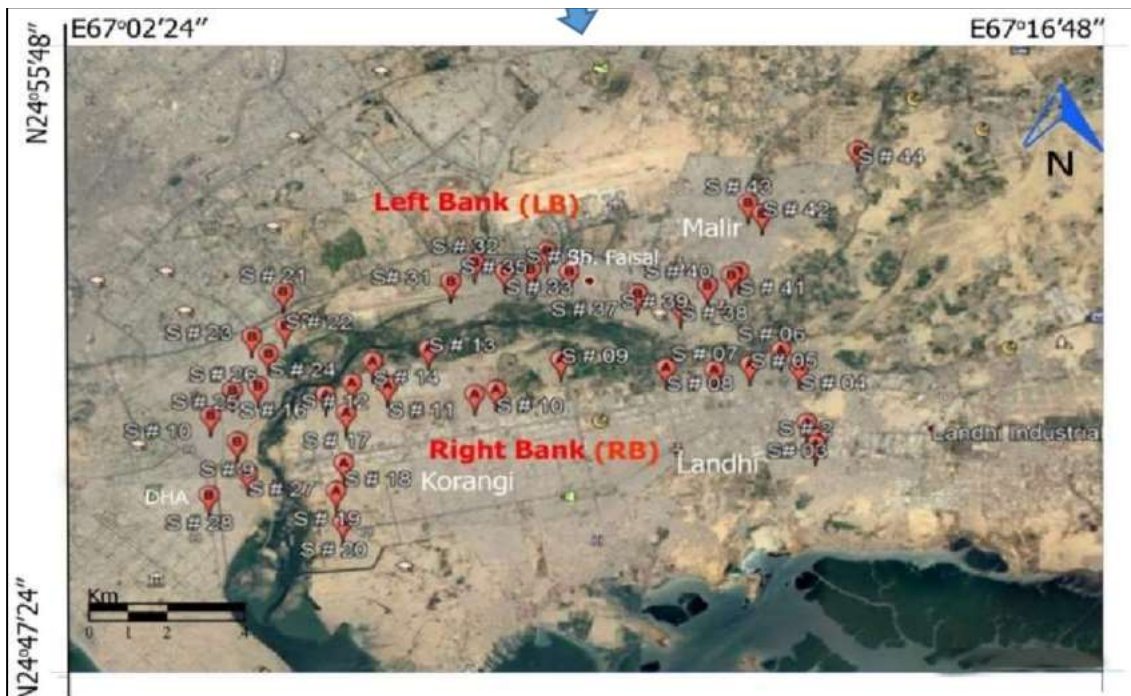 E67°02'24"
E67°16'48"
N24°55'48"
N
S # 44
S # 43
S # 42
Left Bank (LB)
Malir
S # 32
Sh. Faisal
S # 35
S # 31
S # 33
S # 40
S # 41
S # 21
S # 37
S # 39
S # 38
S # 22
S # 23
S # 06
S # 13
S # 09
S # 07
S # 05
S # 24
S # 14
S # 08
S # 04
S # 26
S # 16
S # 12
S # 11
S # 10
S # 25
S # 10
S # 17
S # 2
Landhi Industrial
Right Bank (RB)
S# 03
Landhi
S # 9
S # 18
Korangi
S # 27
DHA
S # 28
S # 19
S # 20
Km
0 1 2 4
N24°47'24"